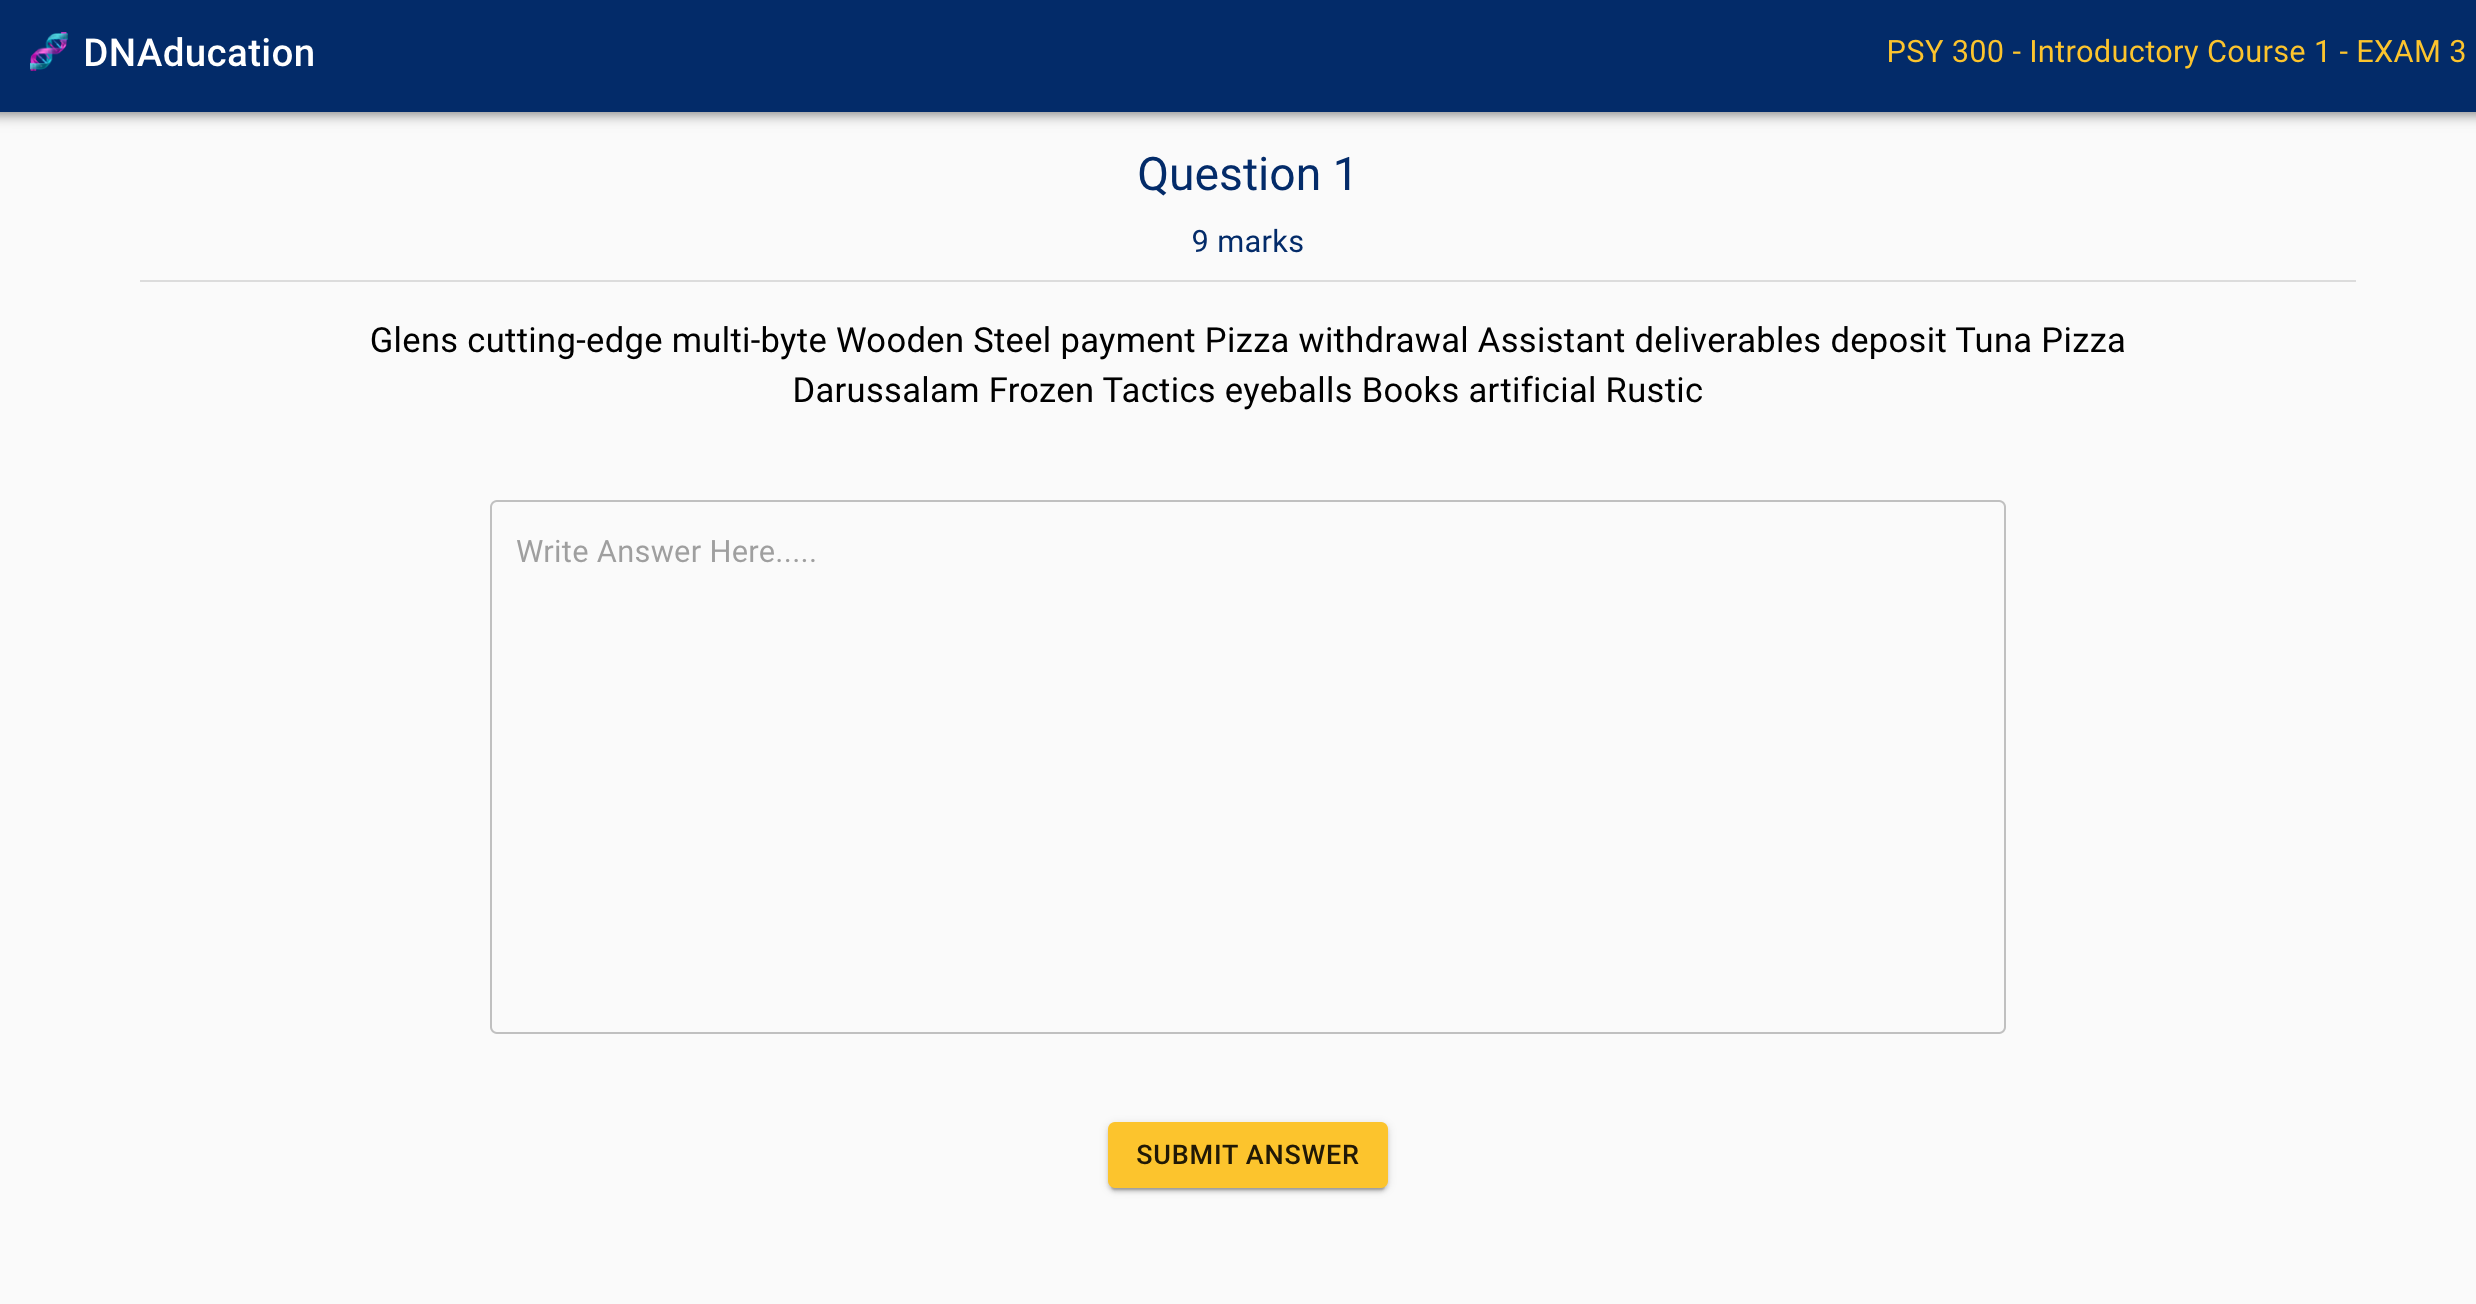 DNAducation
PSY 300 - Introductory Course 1 - EXAM 3
Question 1
9 marks
Glens cutting-edge multi-byte Wooden Steel payment Pizza withdrawal Assistant deliverables deposit Tuna Pizza
Darussalam Frozen Tactics eyeballs Books artificial Rustic
Write Answer Here.....
SUBMIT ANSWER